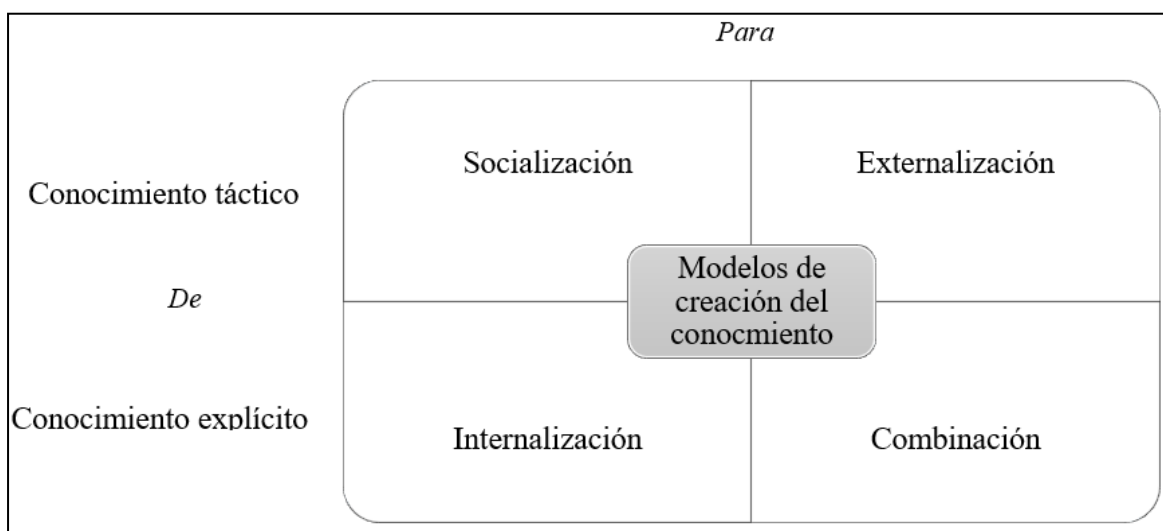 Para
Socialización
Externalización
Conocimiento táctico
Modelos de
creación del
conocmiento
De
Conocimiento explícito
Internalización
Combinación